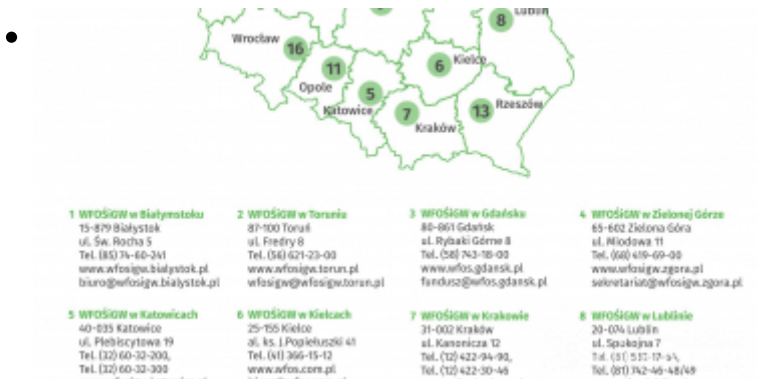 Lublin
8
Wrocław
16
11
6
Kielce
Opole
5
Katowice
7
13
Rzeszów
Kraków
1 WFOŚiGW w Białymstoku
15-879 Białystok
ul. Św. Rocha 5
Tel. (85) 74-60-241
www.wfosigw.bialystok.pl
biuro@wfosigw.bialystok.pl
2 WFOŚiGW w Toruniu
87-100 Toruń
ul. Fredry 8
Tel. (56) 621-23-00
www.wfosigw.torun.pl
wfosigw@wfosigw.torun.pl
3 WFOŚiGW w Gdańsku
80-861 Gdańsk
ul. Rybaki Górne 8
Tel. (58) 743-18-00
www.wfos.gdansk.pl
fundusz@wfos.gdansk.pl
4 WFOŚiGW w Zielonej Górze
65-602 Zielona Góra
ul. Miodowa 11
Tel. (68) 419-69-00
www.wfosigw.zgora.pl
sekretariat@wfosigw.zgora.pl
5 WFOŚiGW w Katowicach
40-035 Katowice
ul. Plebiscytowa 19
Tel. (32) 60-32-200,
Tel. (32) 60-32-300
6 WFOŚiGW w Kielcach
25-155 Kielce
al. ks. J.Popiełuszki 41
Tel. (41) 366-15-12
www.wfos.com.pl
7 WFOŚiGW w Krakowie
31-002 Kraków
ul. Kanonicza 12
Tel. (12) 422-94-90,
Tel. (12) 422-30-46
8 WFOŚiGW w Lublinie
20-074 Lublin
ul. Spokojna 7
Tel. (81)
Tel. (81) 742-46-48/49